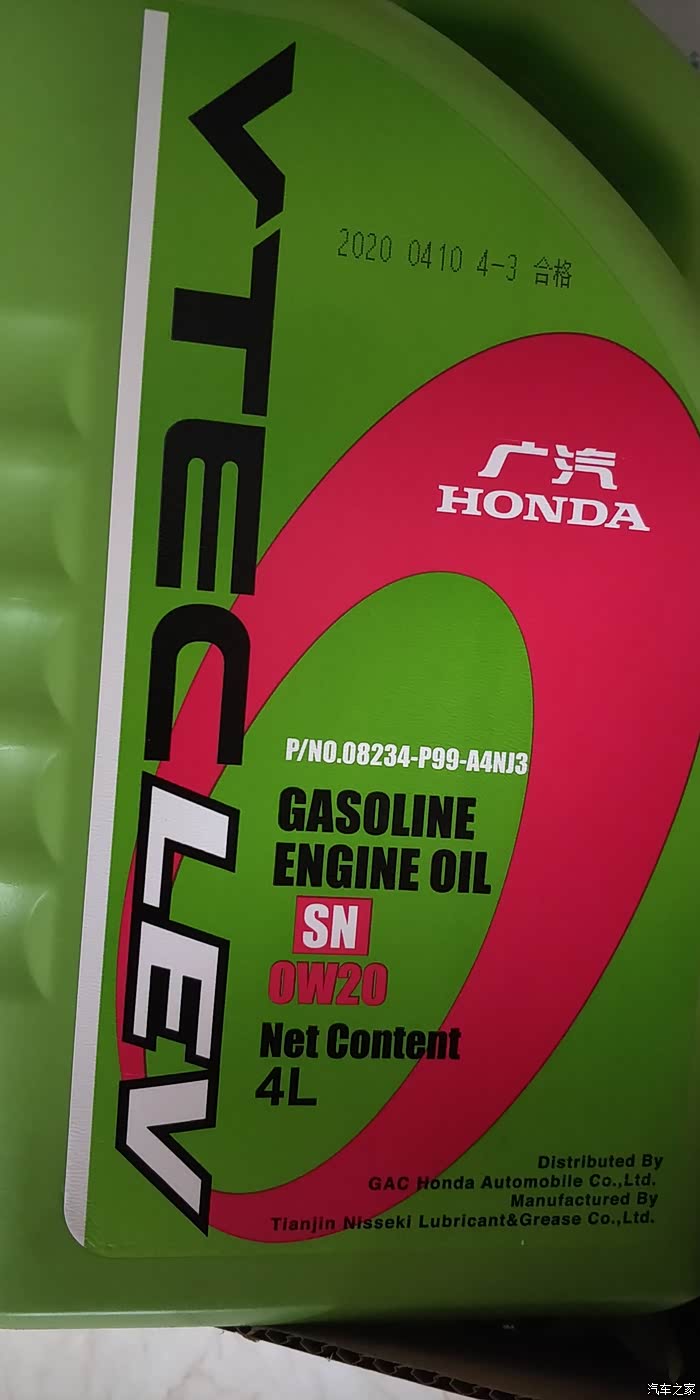 VTEC LEV
2020 0410 4-3 合格
广汽
HONDA
P/NO.08234-P99-A4NJ3
GASOLINE
ENGINE OIL
SN
0W20
Net Content
4L
Distributed By
GAC Honda Automobile Co.,Ltd.
Manufactured By
Tianjin Nisseki Lubricant&Grease Co.,Ltd.
汽车之家